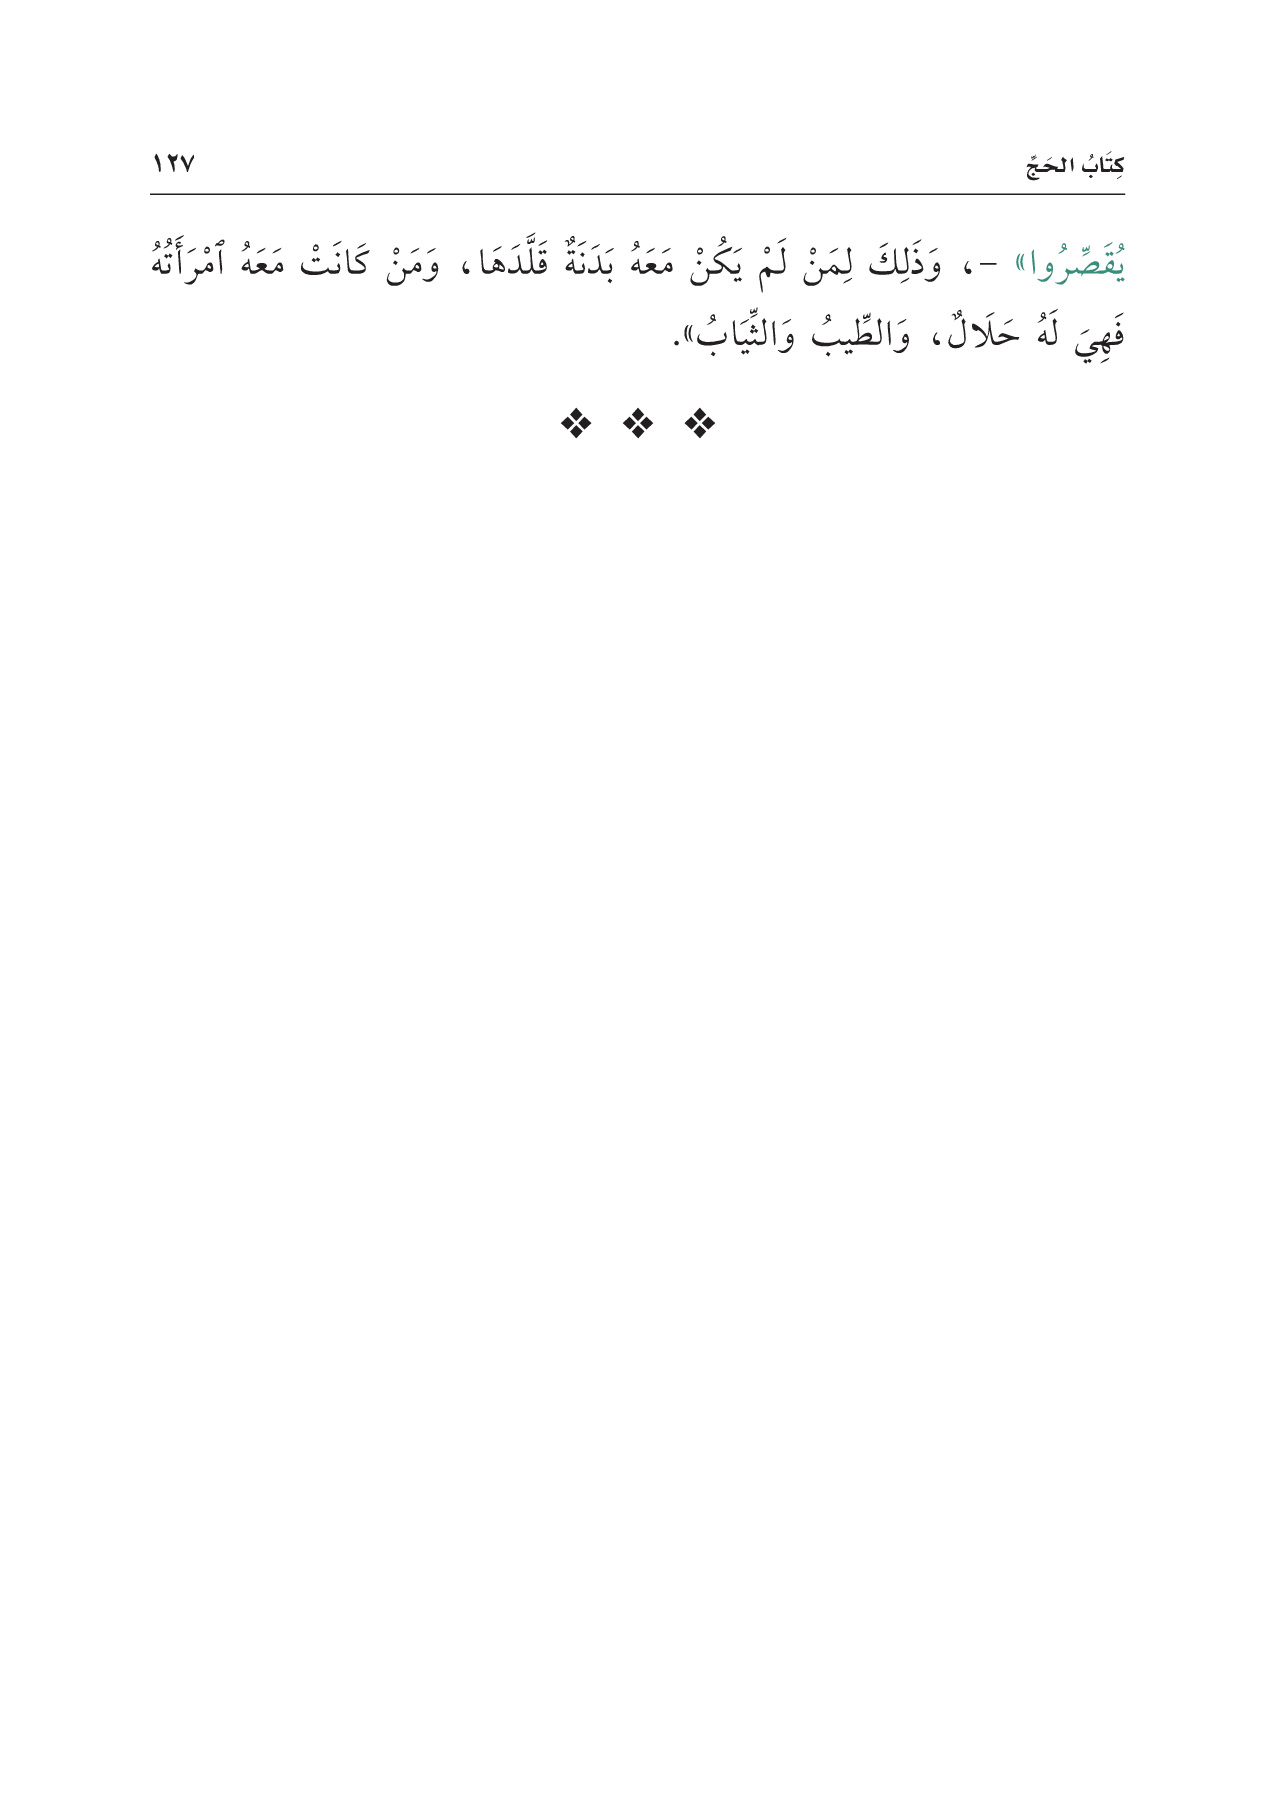 كِتَابُ الحَجِّ ١٢٧
يُقَصِّرُوا» -، وَذَلِكَ لِمَنْ لَمْ يَكُنْ مَعَهُ بَدَنَةٌ قَلَّدَهَا، وَمَنْ كَانَتْ مَعَهُ ٱمْرَأَتُهُ
فَهِيَ لَهُ حَلَالٌ، وَالطِّيبُ وَالثِّيَابُ».